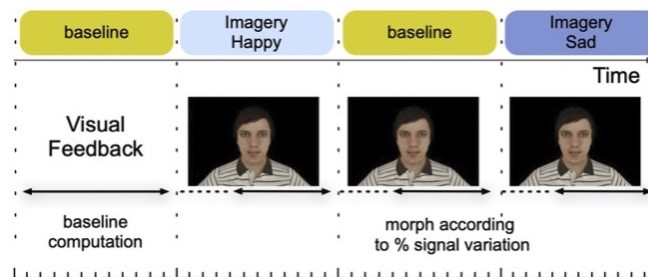 baseline
Imagery
Happy
baseline
Imagery
Sad
Time
Visual
Feedback
baseline
computation
morph according
to % signal variation